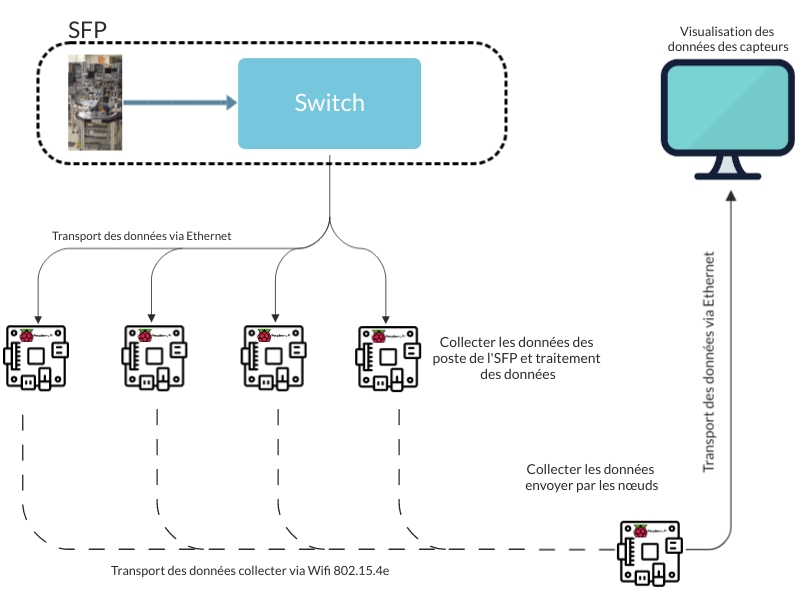 SFP
Switch
Visualisation des
données des capteurs
Transport des données via Ethernet
Collecter les données des
poste de l'SFP et traitement
des données
Transport des données via Ethernet
Collecter les données
envoyer par les nœuds
Transport des données collecter via Wifi 802.15.4e